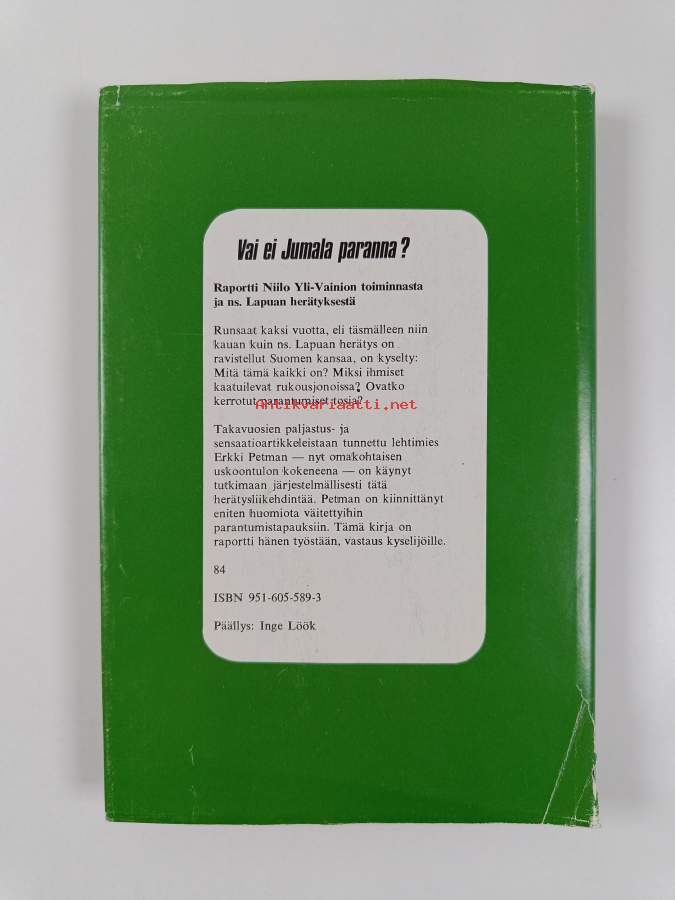 Vai ei Jumala paranna?
Raportti Niilo Yli-Vainion toiminnasta
ja ns. Lapuan herätyksestä
Runsaat kaksi vuotta, eli täsmälleen niin
kauan kuin ns. Lapuan herätys on
ravistellut Suomen kansaa, on kyselty:
Mitä tämä kaikki on? Miksi ihmiset
kaatuilevat rukousjonoissa? Ovatko
kerrotut parantumiset tosia?
Antikvariaatti.net
Takavuosien paljastus- ja
sensaatioartikkeleistaan tunnettu lehtimies
Erkki Petman — nyt omakohtaisen
uskoontulon kokeneena — on käynyt
tutkimaan järjestelmällisesti tätä
herätysliikehdintää. Petman on kiinnittänyt
eniten huomiota väitettyihin
parantumistapauksiin. Tämä kirja on
raportti hänen työstään, vastaus kyselijöille.
84
ISBN 951-605-589-3
Päällys: Inge Löök